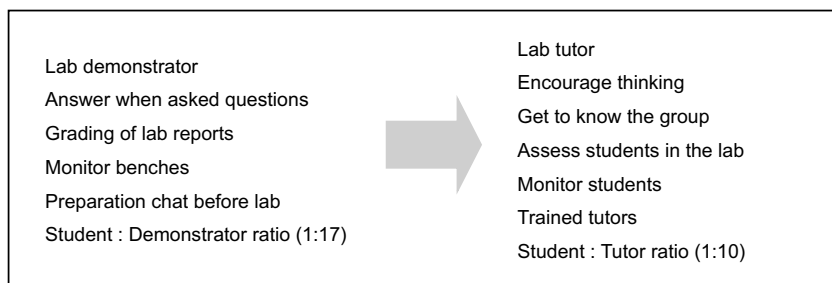 Lab demonstrator
Answer when asked questions
Grading of lab reports
Monitor benches
Preparation chat before lab
Student : Demonstrator ratio (1:17)
Lab tutor
Encourage thinking
Get to know the group
Assess students in the lab
Monitor students
Trained tutors
Student : Tutor ratio (1:10)